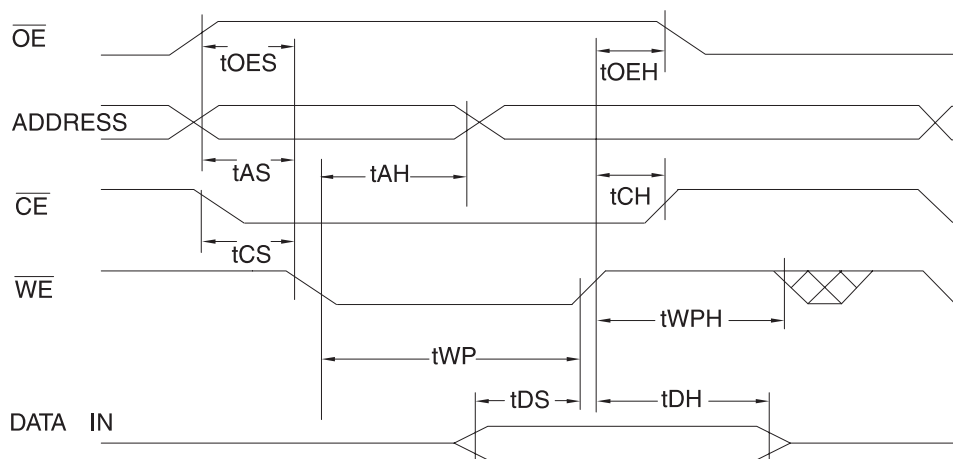 OE
tOES
tOEH
ADDRESS
tAS
tAH
tCH
CE
tCS
WE
tWPH
tWP
tDS
tDH
DATA IN